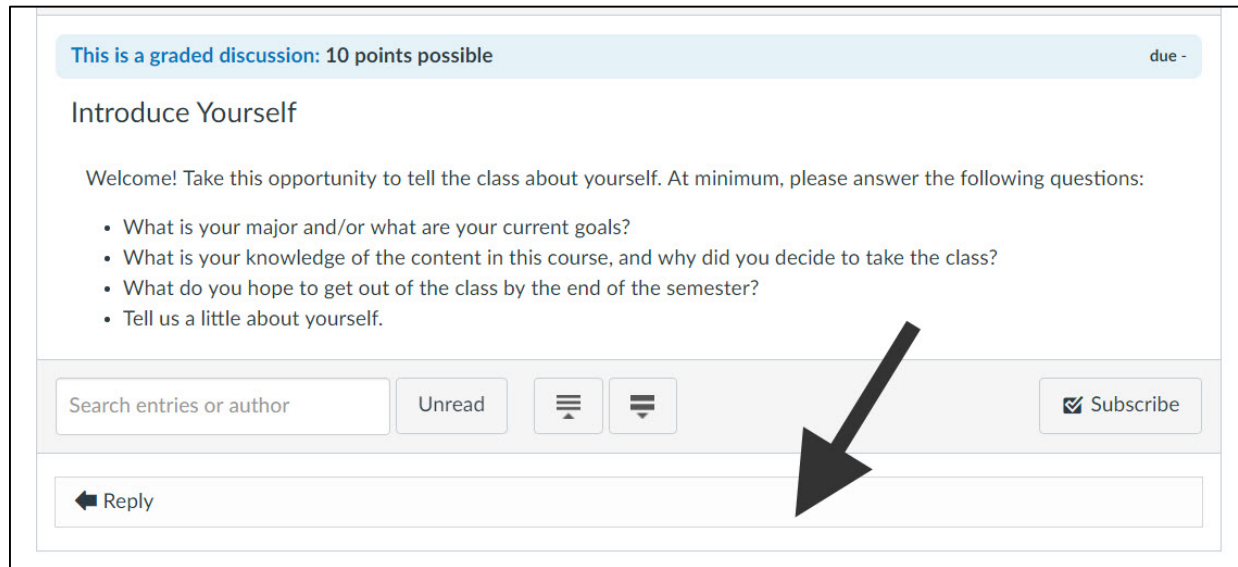 This is a graded discussion: 10 points possible due -
Introduce Yourself
Welcome! Take this opportunity to tell the class about yourself. At minimum, please answer the following questions:
• What is your major and/or what are your current goals?
• What is your knowledge of the content in this course, and why did you decide to take the class?
• What do you hope to get out of the class by the end of the semester?
• Tell us a little about yourself.
Search entries or author Unread Subscribe
Reply